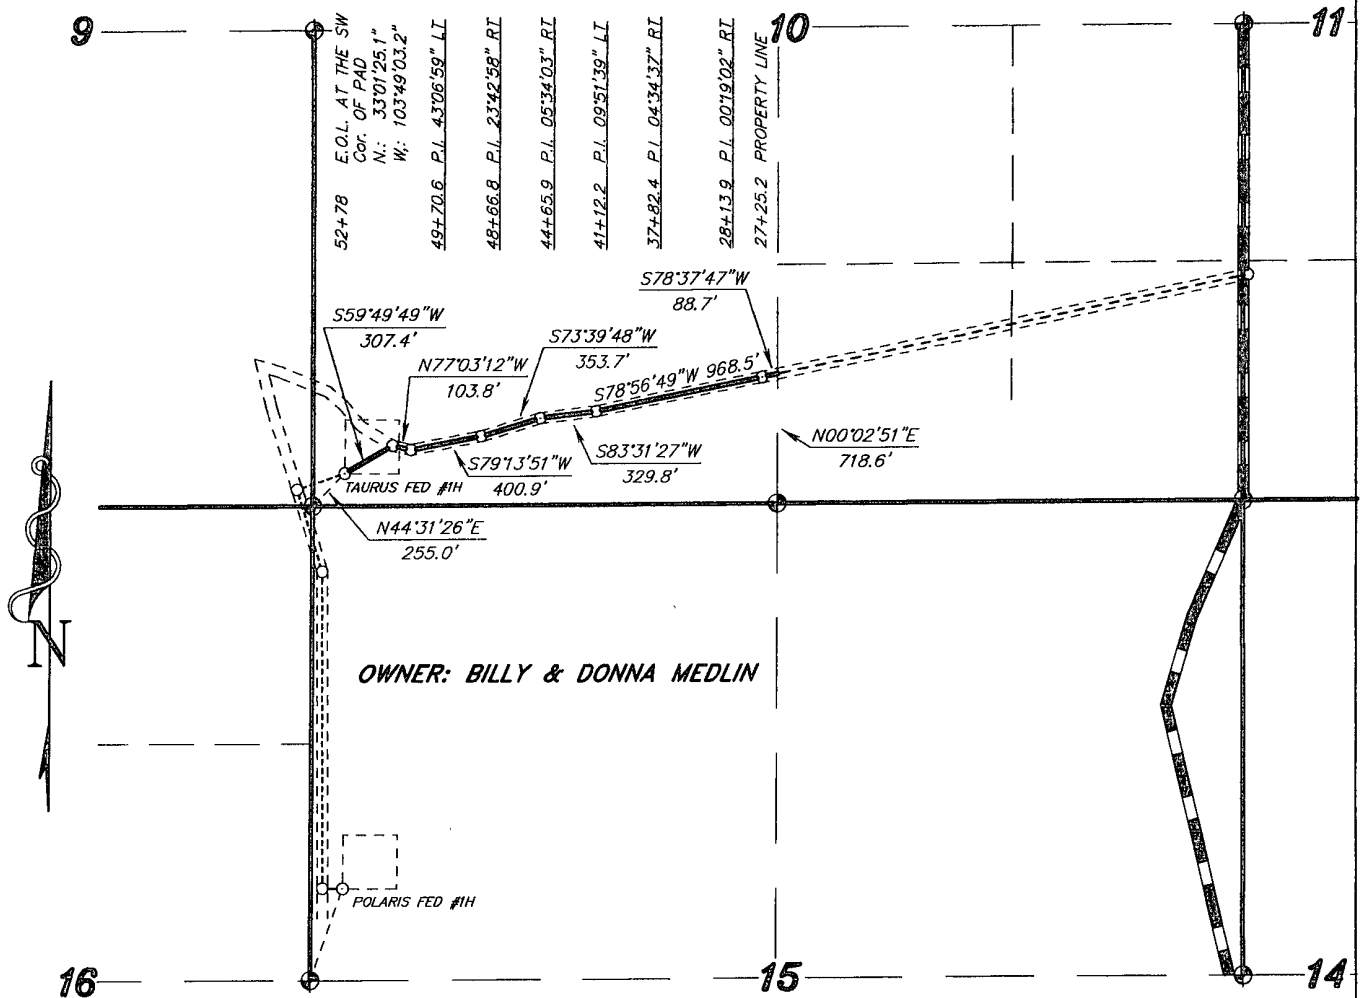 9
10
11
52+78 E.O.L. AT THE SW
Cor. OF PAD
N.: 33°01'25.1"
W.: 103°49'03.2"
49+70.6 P.I. 43°06'59" LT
48+66.8 P.I. 23°42'58" RT
44+65.9 P.I. 05°34'03" RT
41+12.2 P.I. 09°51'39" LT
37+82.4 P.I. 04°34'37" RT
28+13.9 P.I. 00°19'02" RT
27+25.2 PROPERTY LINE
S78°37'47"W
88.7'
S59°49'49"W
307.4'
S73°39'48"W
353.7'
N77°03'12"W
103.8'
S78°56'49"W 968.5'
N00°02'51"E
718.6'
S83°31'27"W
329.8'
S79°13'51"W
400.9'
TAURUS FED #1H
N44°31'26"E
255.0'
N
OWNER: BILLY & DONNA MEDLIN
POLARIS FED #1H
16
15
14